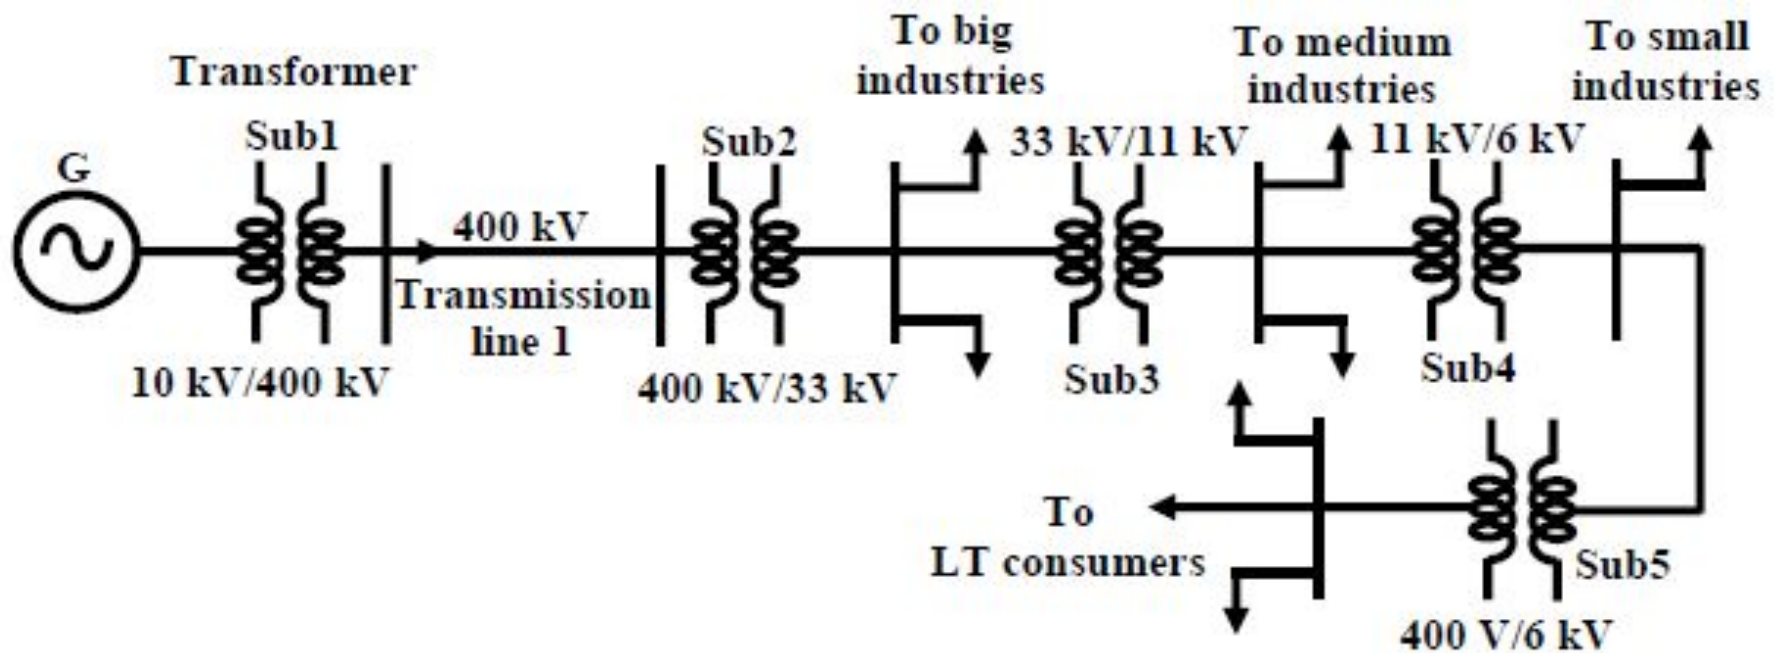 To big
industries
To medium
industries
To small
industries
Transformer
Sub1
Sub2
33 kV/11 kV
11 kV/6 kV
G
400 kV
Transmission
line 1
10 kV/400 kV
400 kV/33 kV
Sub3
Sub4
To
LT consumers
Sub5
400 V/6 kV